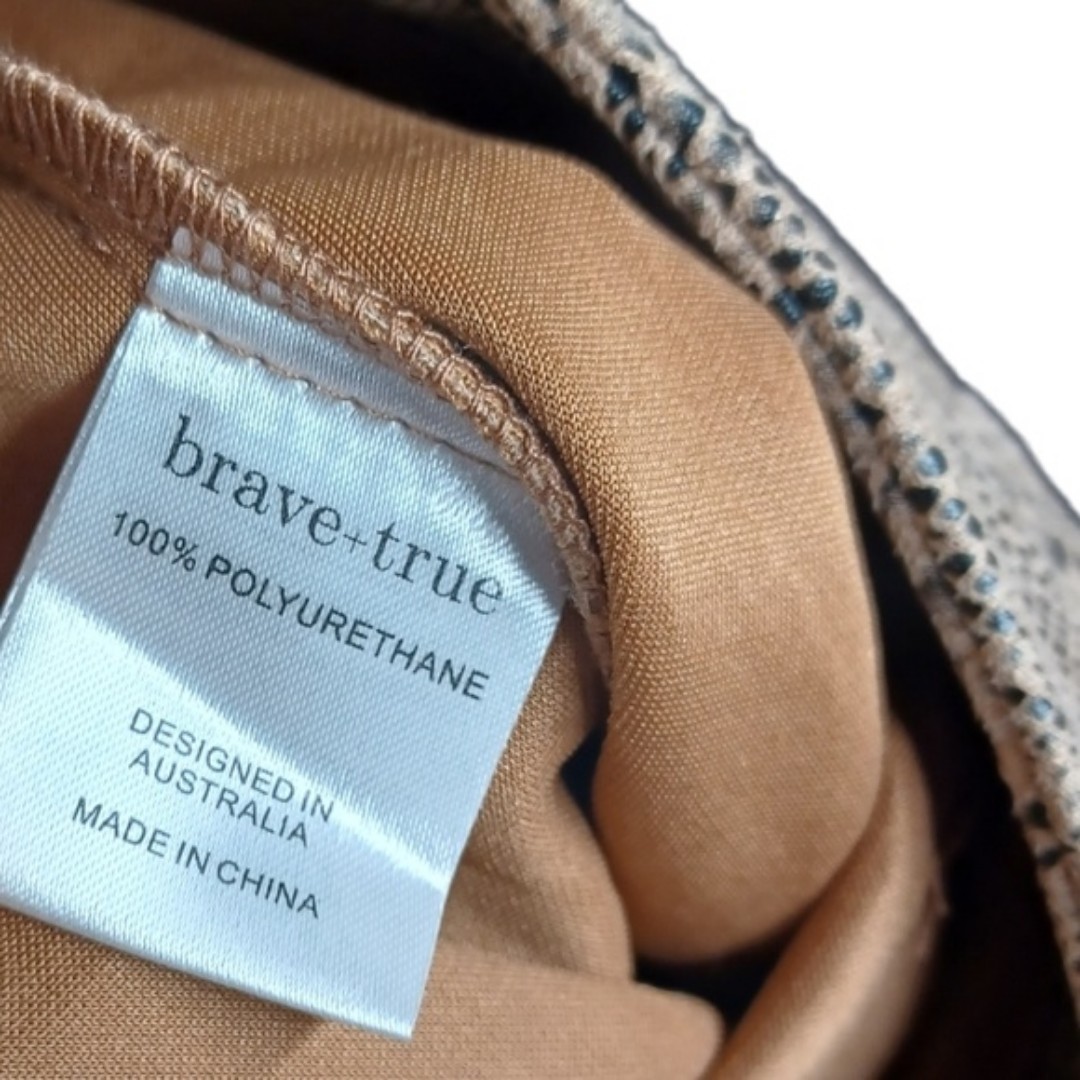 brave+true
100% POLYURETHANE
DESIGNED IN
AUSTRALIA
MADE IN CHINA